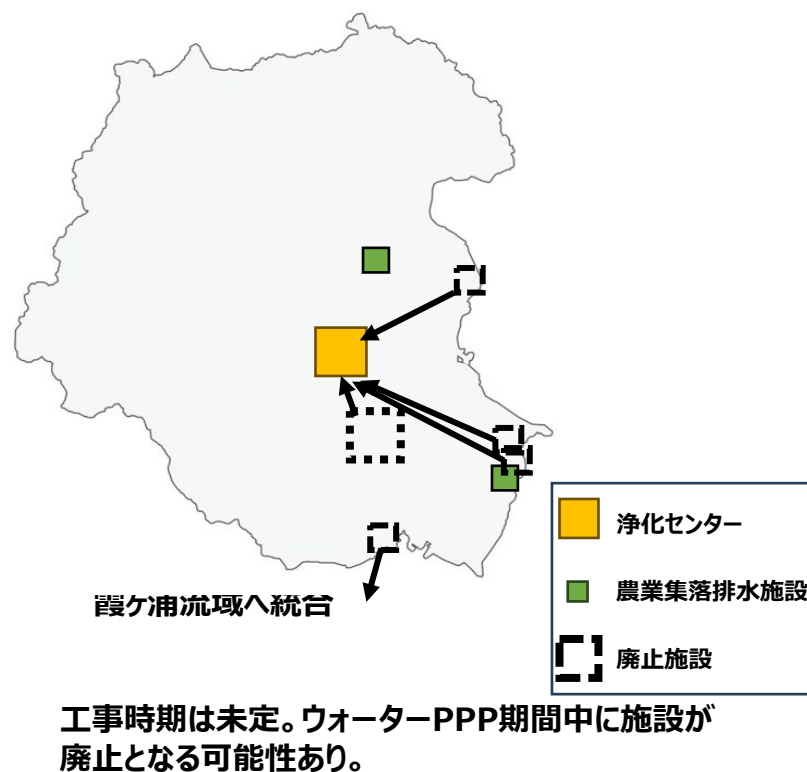 浄化センター
農業集落排水施設
廃止施設
霞ヶ浦流域へ統合
工事時期は未定。ウォーターPPP期間中に施設が
廃止となる可能性あり。